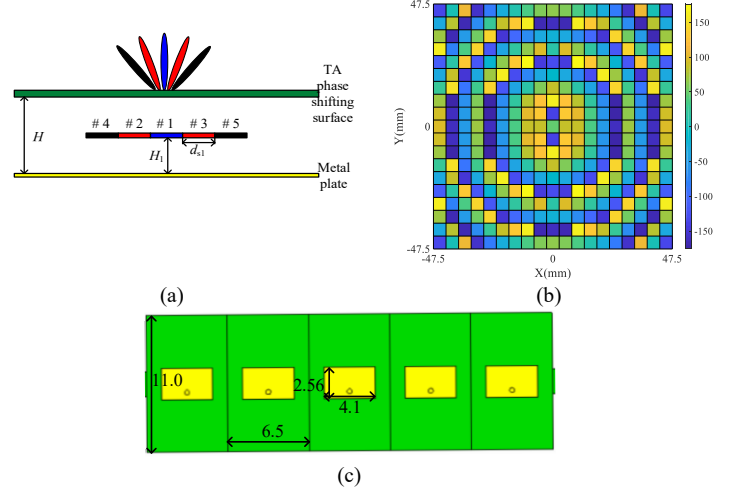 TA
phase
shifting
surface
# 4 # 2 # 1 # 3 # 5
H
H1
ds1
Metal
plate
(a)
47.5
0
-47.5
Y(mm)
-47.5 0 47.5
X(mm)
150
100
50
0
-50
-100
-150
(b)
11.0
2.56
4.1
6.5
(c)